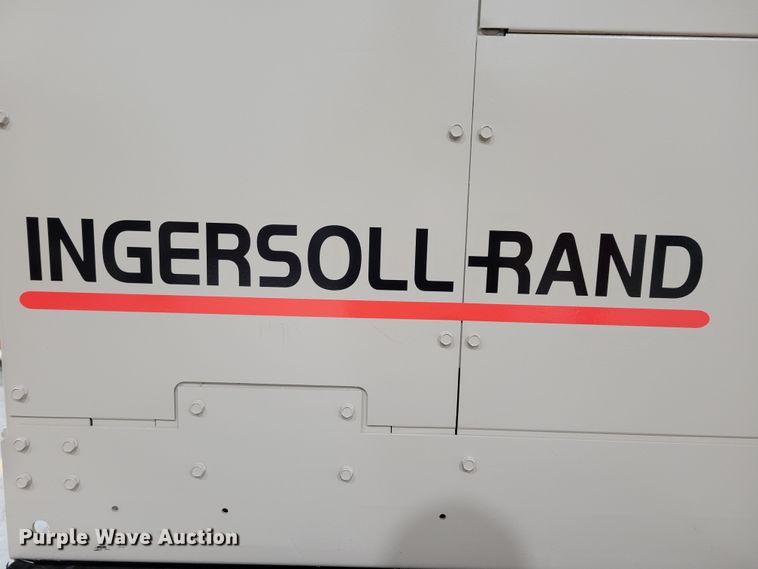 INGERSOLL-RAND
Purple Wave Auction